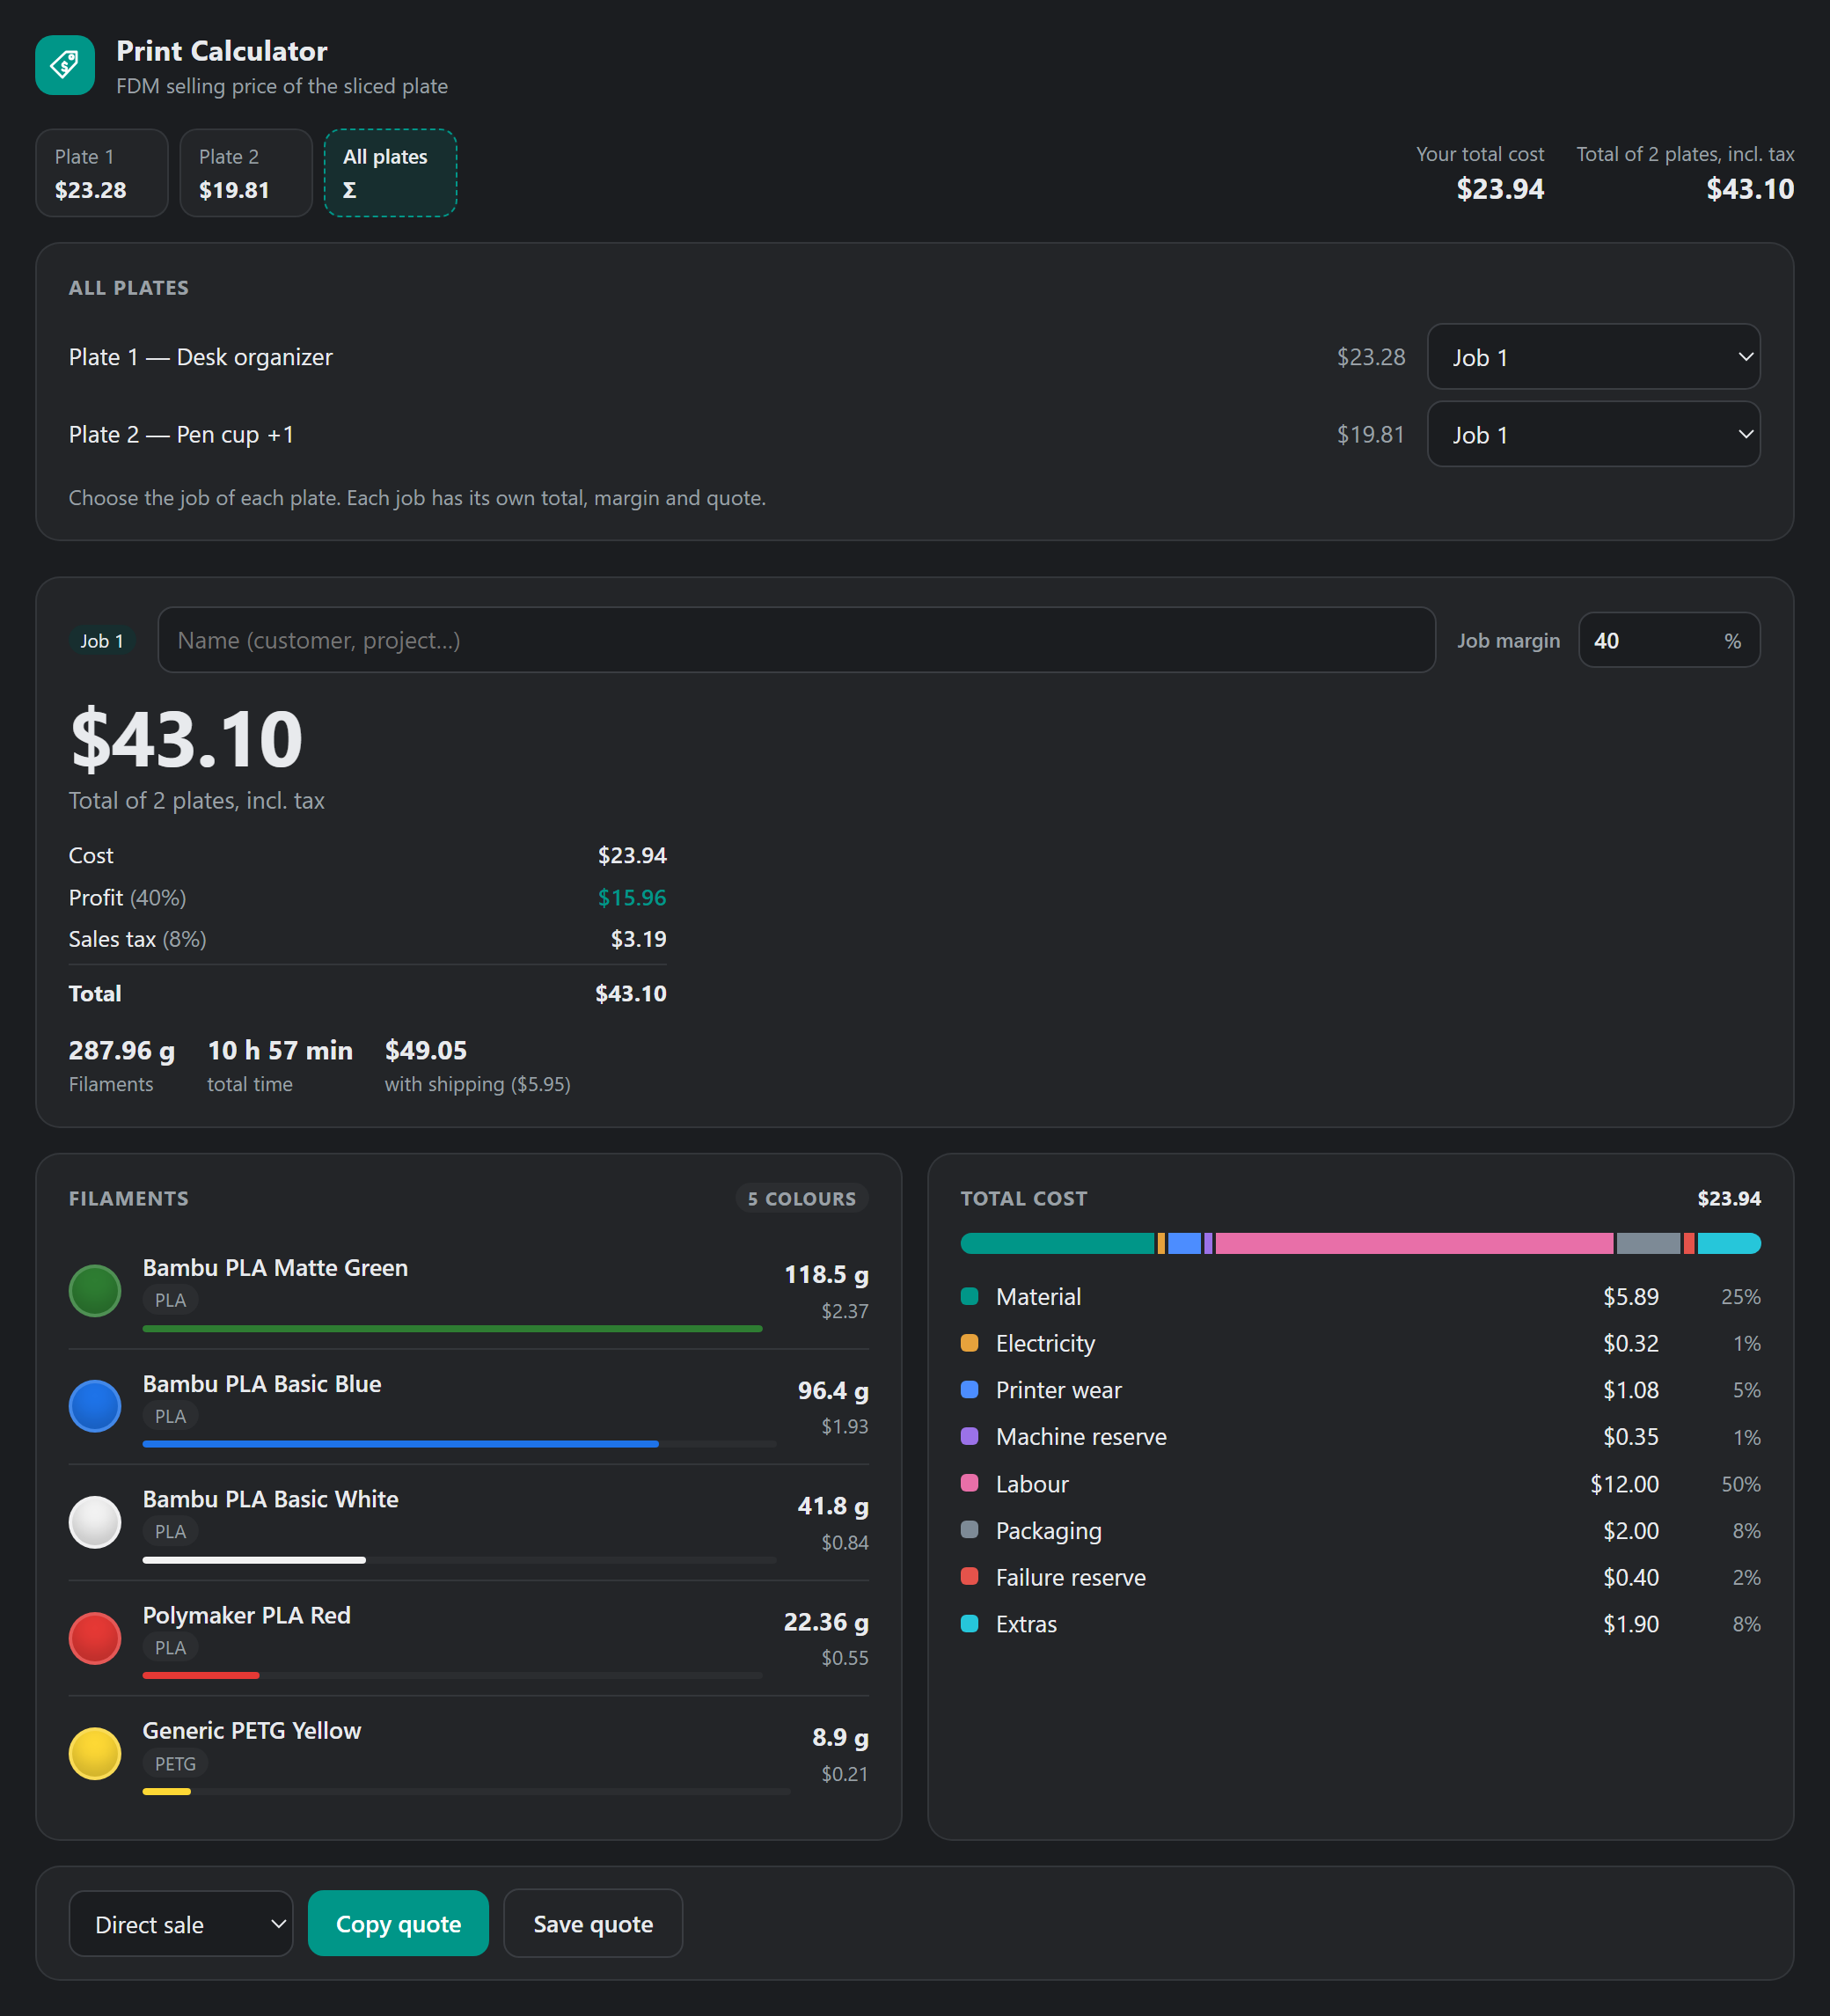 Print Calculator
FDM selling price of the sliced plate
Plate 1
$23.28
Plate 2
$19.81
All plates
Σ
Your total cost
$23.94
Total of 2 plates, incl. tax
$43.10
ALL PLATES
Plate 1 — Desk organizer $23.28 Job 1
Plate 2 — Pen cup +1 $19.81 Job 1
Choose the job of each plate. Each job has its own total, margin and quote.
Job 1 Name (customer, project...) Job margin 40 %
$43.10
Total of 2 plates, incl. tax
Cost $23.94
Profit (40%) $15.96
Sales tax (8%) $3.19
Total $43.10
287.96 g 10 h 57 min $49.05
Filaments total time with shipping ($5.95)
FILAMENTS 5 COLOURS
Bambu PLA Matte Green 118.5 g
PLA $2.37
Bambu PLA Basic Blue 96.4 g
PLA $1.93
Bambu PLA Basic White 41.8 g
PLA $0.84
Polymaker PLA Red 22.36 g
PLA $0.55
Generic PETG Yellow 8.9 g
PETG $0.21
TOTAL COST $23.94
Material $5.89 25%
Electricity $0.32 1%
Printer wear $1.08 5%
Machine reserve $0.35 1%
Labour $12.00 50%
Packaging $2.00 8%
Failure reserve $0.40 2%
Extras $1.90 8%
Direct sale Copy quote Save quote